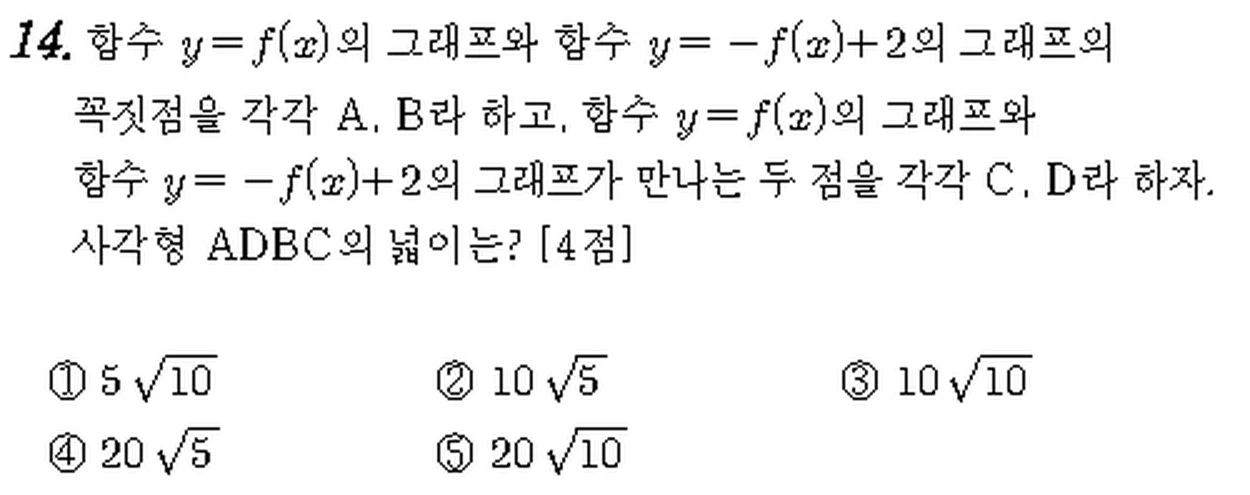 14. 함수 y=f(x)의 그래프와 함수 y= -f(x)+2의 그래프의
꼭짓점을 각각 A, B라 하고, 함수 y=f(x)의 그래프와
함수 y= -f(x)+2의 그래프가 만나는 두 점을 각각 C, D라 하자.
사각형 ADBC의 넓이는? [4점]
① 5√10 ② 10√5 ③ 10√10
④ 20√5 ⑤ 20√10